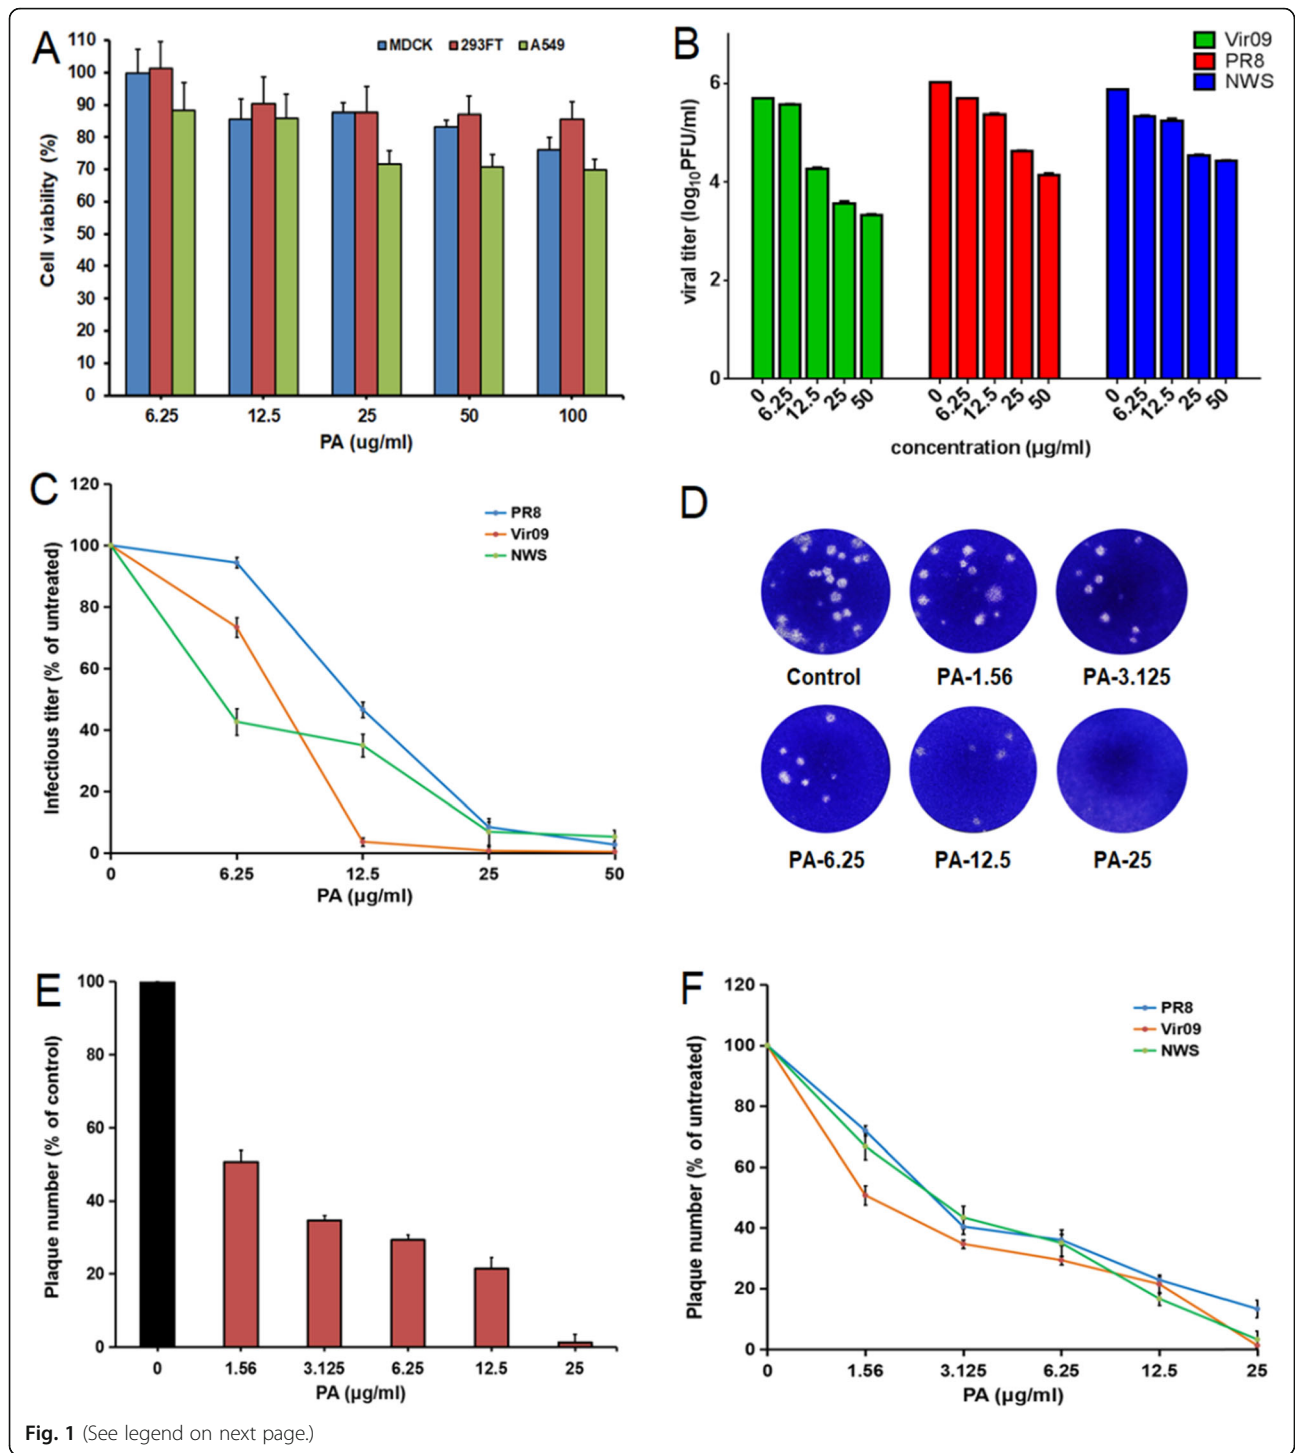 A
110
100
90
80
70
60
50
40
30
20
10
0
Cell viability (%)
MDCK 293FT A549
6.25 12.5 25 50 100
PA (ug/ml)
B
6
4
2
0
viral titer (log10PFU/ml)
Vir09
PR8
NWS
0 6.25 12.5 25 50 0 6.25 12.5 25 50 0 6.25 12.5 25 50
concentration (µg/ml)
C
120
100
80
60
40
20
0
Infectious titer (% of untreated)
PR8
Vir09
NWS
0 6.25 12.5 25 50
PA (µg/ml)
D
Control PA-1.56 PA-3.125
PA-6.25 PA-12.5 PA-25
E
100
80
60
40
20
0
Plaque number (% of control)
0 1.56 3.125 6.25 12.5 25
PA (µg/ml)
F
120
100
80
60
40
20
0
Plaque number (% of untreated)
PR8
Vir09
NWS
0 1.56 3.125 6.25 12.5 25
PA (µg/ml)
Fig. 1 (See legend on next page.)